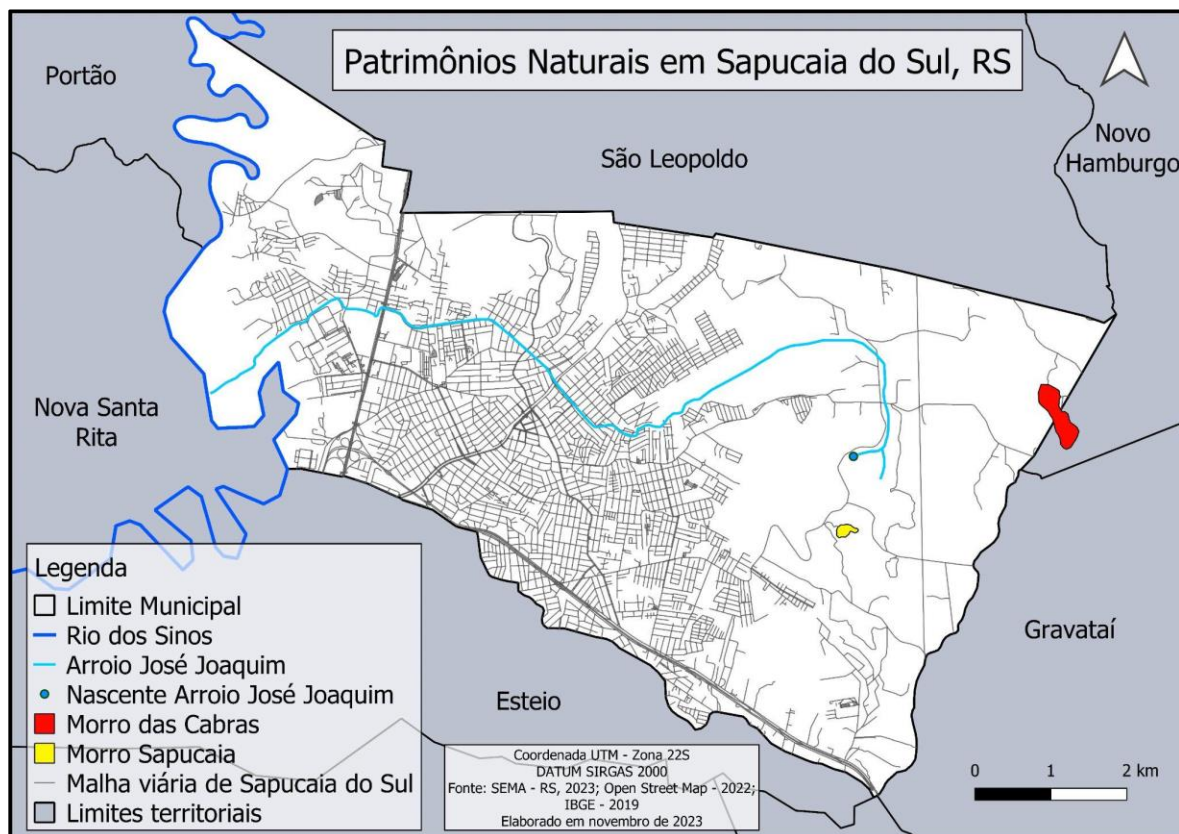 Patrimônios Naturais em Sapucaia do Sul, RS
Portão
São Leopoldo
Novo
Hamburgo
Nova Santa
Rita
Gravataí
Esteio
Legenda
Limite Municipal
Rio dos Sinos
Arroio José Joaquim
Nascente Arroio José Joaquim
Morro das Cabras
Morro Sapucaia
Malha viária de Sapucaia do Sul
Limites territoriais
Coordenada UTM - Zona 22S
DATUM SIRGAS 2000
Fonte: SEMA - RS, 2023; Open Street Map - 2022;
IBGE - 2019
Elaborado em novembro de 2023
0 1 2 km